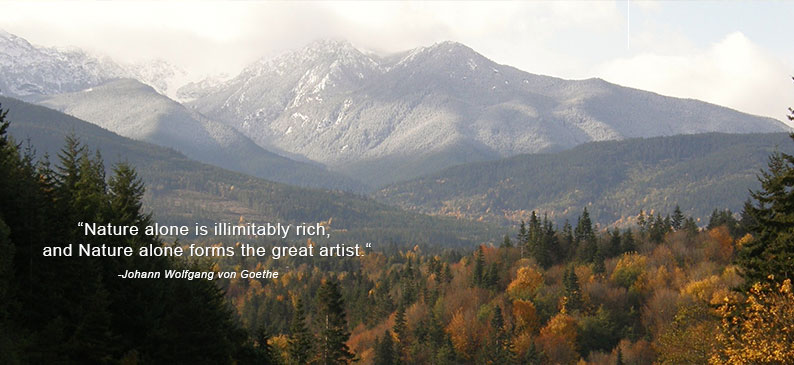 “Nature alone is illimitably rich,
and Nature alone forms the great artist.“
-Johann Wolfgang von Goethe